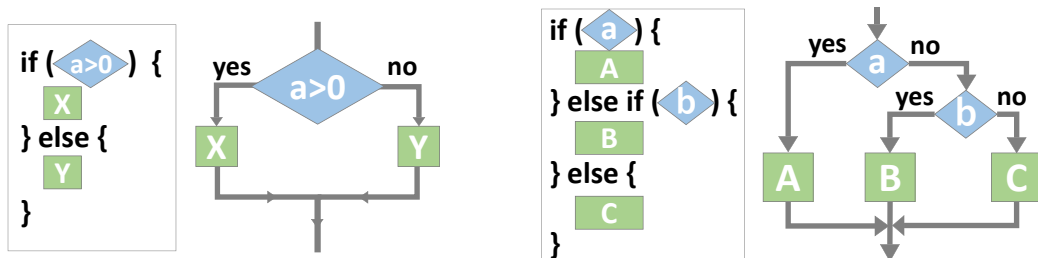 if (a>0) {
X
} else {
Y
}
yes no
a>0
X Y
if (a) {
A
} else if (b) {
B
} else {
C
}
yes no
a
yes no
b
A B C